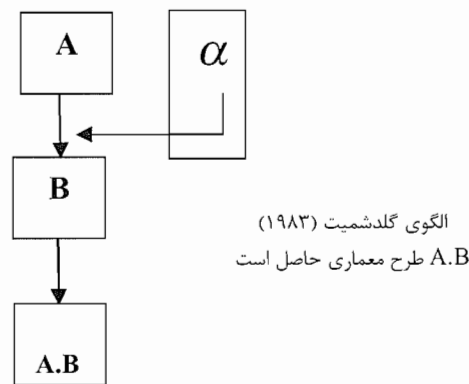 A
α
B
الگوی گلدشمیت (۱۹۸۳)
A.B طرح معماری حاصل است
A.B